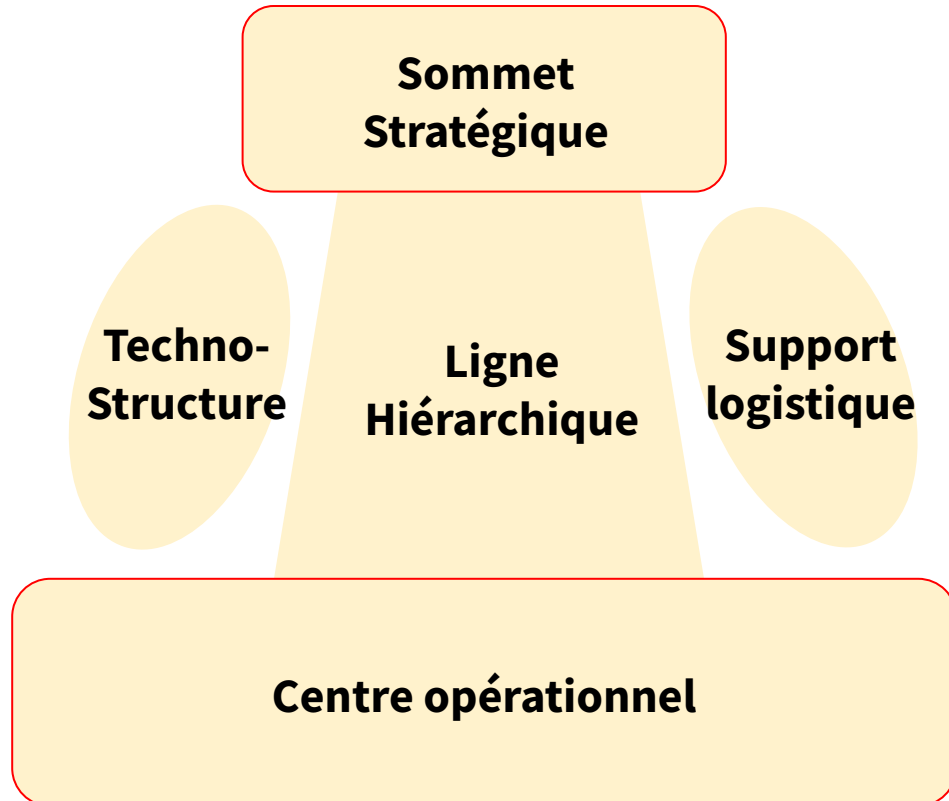 Sommet
Stratégique
Techno-
Structure
Ligne
Hiérarchique
Support
logistique
Centre opérationnel